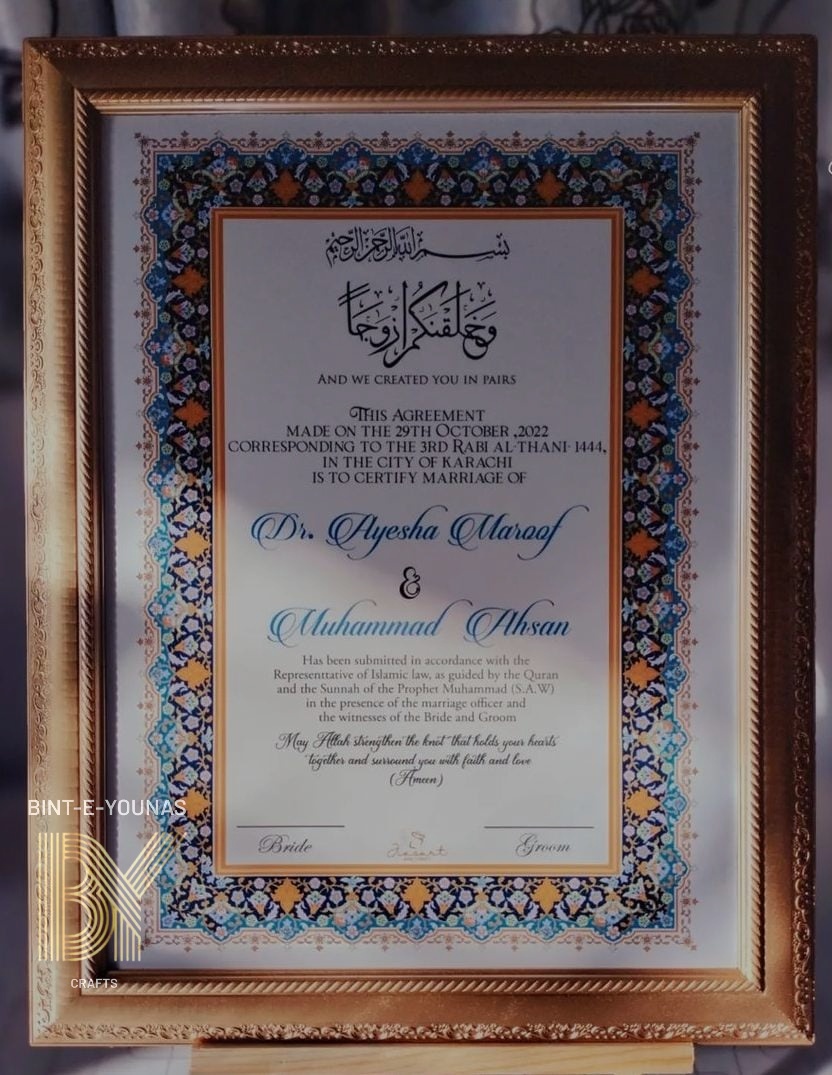 بسم الله الرحمن الرحيم
وخلقنكم ازوجا
AND WE CREATED YOU IN PAIRS
THIS AGREEMENT
MADE ON THE 29TH OCTOBER ,2022
CORRESPONDING TO THE 3RD RABI AL-THANI- 1444,
IN THE CITY OF KARACHI
IS TO CERTIFY MARRIAGE OF
Dr. Ayesha Maroof
&
Muhammad Ahsan
Has been submitted in accordance with the
Representtative of Islamic law, as guided by the Quran
and the Sunnah of the Prophet Muhammad (S.A.W)
in the presence of the marriage officer and
the witnesses of the Bride and Groom
May Allah strengthen the knot that holds your hearts
together and surround you with faith and love
(Ameen)
Bride
Groom
BINT-E-YOUNAS
BY
CRAFTS